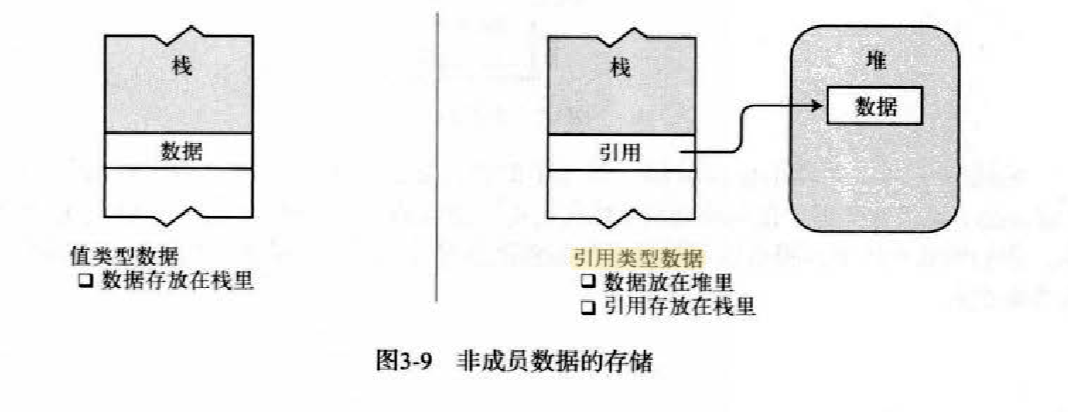 栈
数据
值类型数据
□ 数据存放在栈里
栈
引用
堆
数据
引用类型数据
□ 数据放在堆里
□ 引用存放在栈里
图3-9 非成员数据的存储